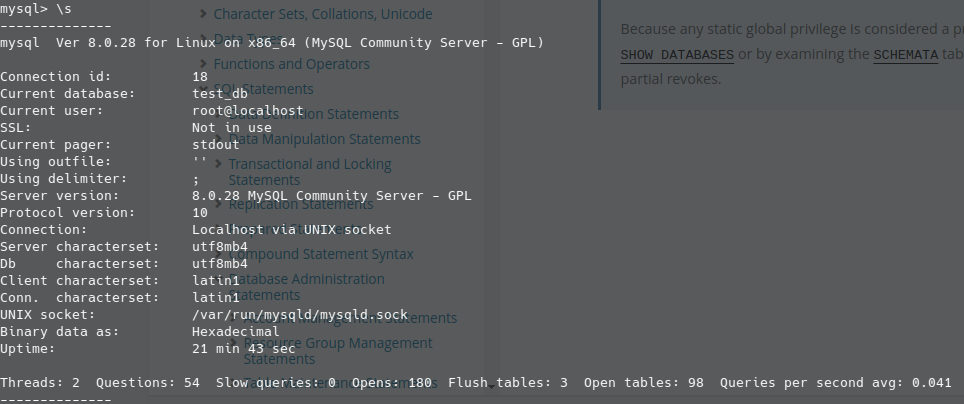 mysql> \s
--------------
mysql  Ver 8.0.28 for Linux on x86_64 (MySQL Community Server - GPL)

Connection id:          18
Current database:       test_db
Current user:           root@localhost
SSL:                    Not in use
Current pager:          stdout
Using outfile:          ''
Using delimiter:        ;
Server version:         8.0.28 MySQL Community Server - GPL
Protocol version:       10
Connection:             Localhost via UNIX socket
Server characterset:    utf8mb4
Db     characterset:    utf8mb4
Client characterset:    latin1
Conn.  characterset:    latin1
UNIX socket:            /var/run/mysqld/mysqld.sock
Binary data as:         Hexadecimal
Uptime:                 21 min 43 sec

Threads: 2  Questions: 54  Slow queries: 0  Opens: 180  Flush tables: 3  Open tables: 98  Queries per second avg: 0.041
--------------
Character Sets, Collations, Unicode
Data Types
Functions and Operators
SQL Statements
Data Definition Statements
Data Manipulation Statements
Transactional and Locking
Statements
Replication Statements
Statements
Compound Statement Syntax
Database Administration
Statements
Account Management Statements
Resource Group Management
Statements
Because any static global privilege is considered a
SHOW DATABASES or by examining the SCHEMATA
partial revokes.